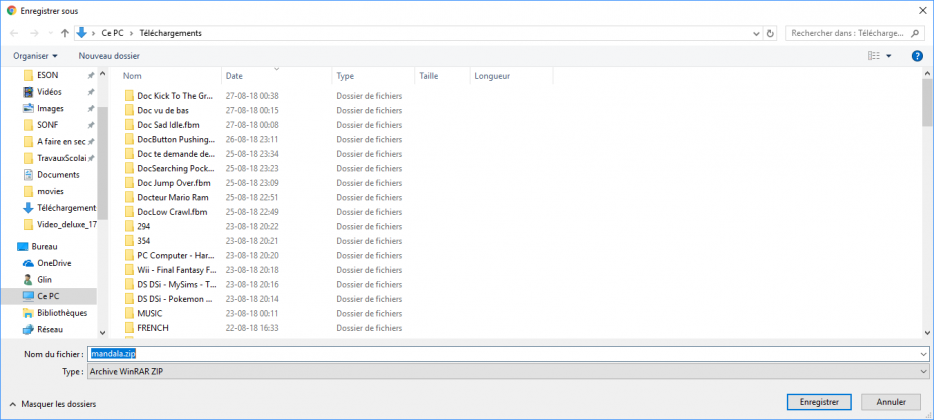 Enregistrer sous
Ce PC > Téléchargements
Rechercher dans : Télécharge...
Organiser
Nouveau dossier
Nom Date Type Taille Longueur
ESON
Vidéos
Images
SONF
A faire en sec
TravauxScolai
Documents
movies
Téléchargement
Video_deluxe_17
Bureau
OneDrive
Glin
Ce PC
Bibliothèques
Réseau
Doc Kick To The Gr... 27-08-18 00:38 Dossier de fichiers
Doc vu de bas 27-08-18 00:15 Dossier de fichiers
Doc Sad Idle.fbm 27-08-18 00:08 Dossier de fichiers
DocButton Pushing... 26-08-18 23:11 Dossier de fichiers
Doc te demande de... 25-08-18 23:34 Dossier de fichiers
DocSearching Pock... 25-08-18 23:23 Dossier de fichiers
Doc Jump Over.fbm 25-08-18 23:09 Dossier de fichiers
Docteur Mario Ram 25-08-18 22:51 Dossier de fichiers
DocLow Crawl.fbm 25-08-18 22:49 Dossier de fichiers
294 23-08-18 20:22 Dossier de fichiers
354 23-08-18 20:21 Dossier de fichiers
PC Computer - Har... 23-08-18 20:20 Dossier de fichiers
Wii - Final Fantasy F... 23-08-18 20:18 Dossier de fichiers
DS DSi - MySims - T... 23-08-18 20:16 Dossier de fichiers
DS DSi - Pokemon ... 23-08-18 20:14 Dossier de fichiers
MUSIC 23-08-18 00:11 Dossier de fichiers
FRENCH 22-08-18 16:33 Dossier de fichiers
Nom du fichier : mandala.zip
Type : Archive WinRAR ZIP
Masquer les dossiers
Enregistrer
Annuler